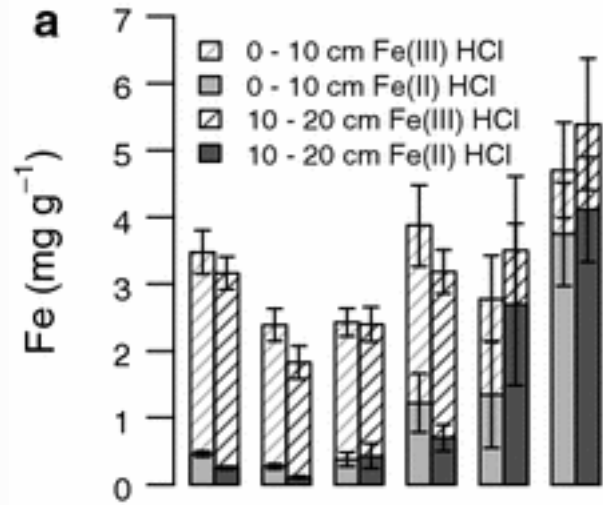 a
7
6
5
4
3
2
1
0
Fe (mg g⁻¹)
0 - 10 cm Fe(III) HCl
0 - 10 cm Fe(II) HCl
10 - 20 cm Fe(III) HCl
10 - 20 cm Fe(II) HCl